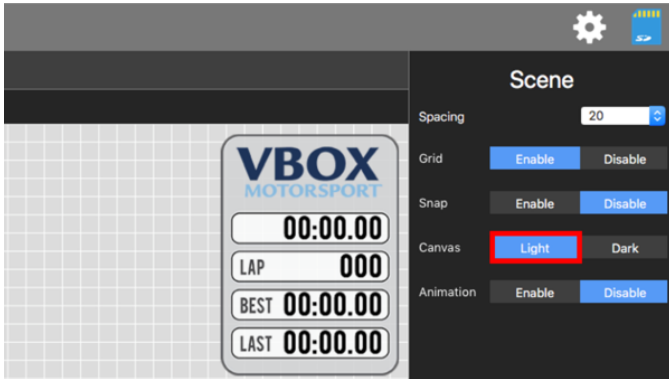 SD
Scene
Spacing 20
Grid Enable Disable
Snap Enable Disable
Canvas Light Dark
Animation Enable Disable
VBOX
MOTORSPORT
00:00.00
LAP 000
BEST 00:00.00
LAST 00:00.00